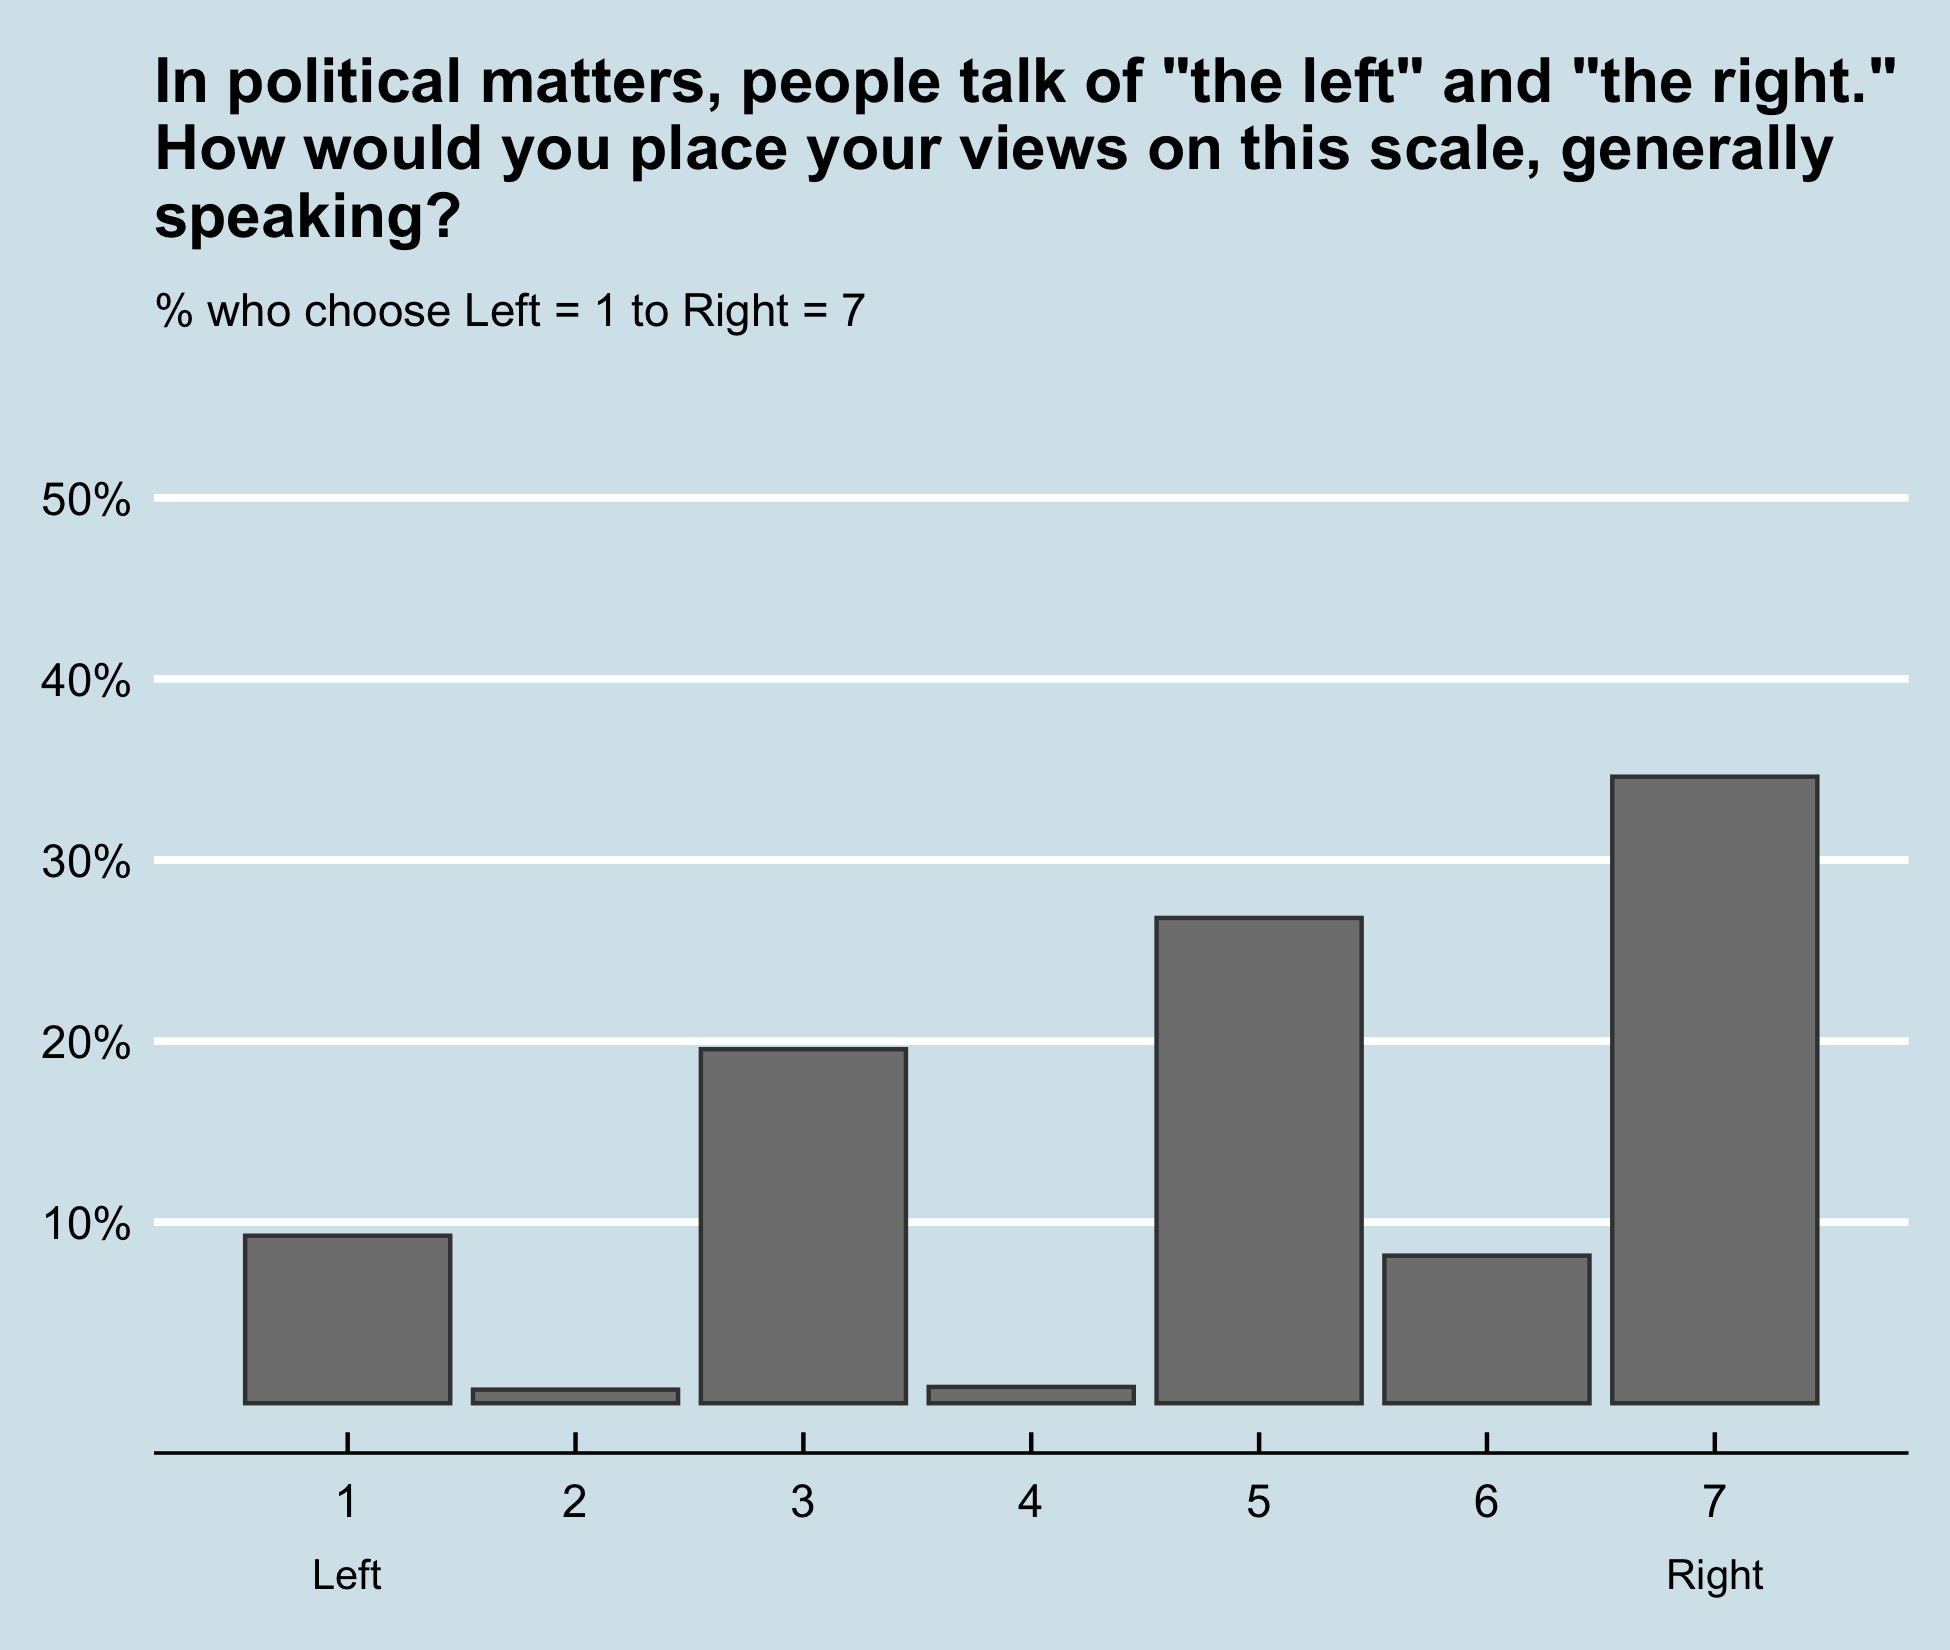 In political matters, people talk of "the left" and "the right."
How would you place your views on this scale, generally
speaking?
% who choose Left = 1 to Right = 7
50%
40%
30%
20%
10%
1 2 3 4 5 6 7
Left Right